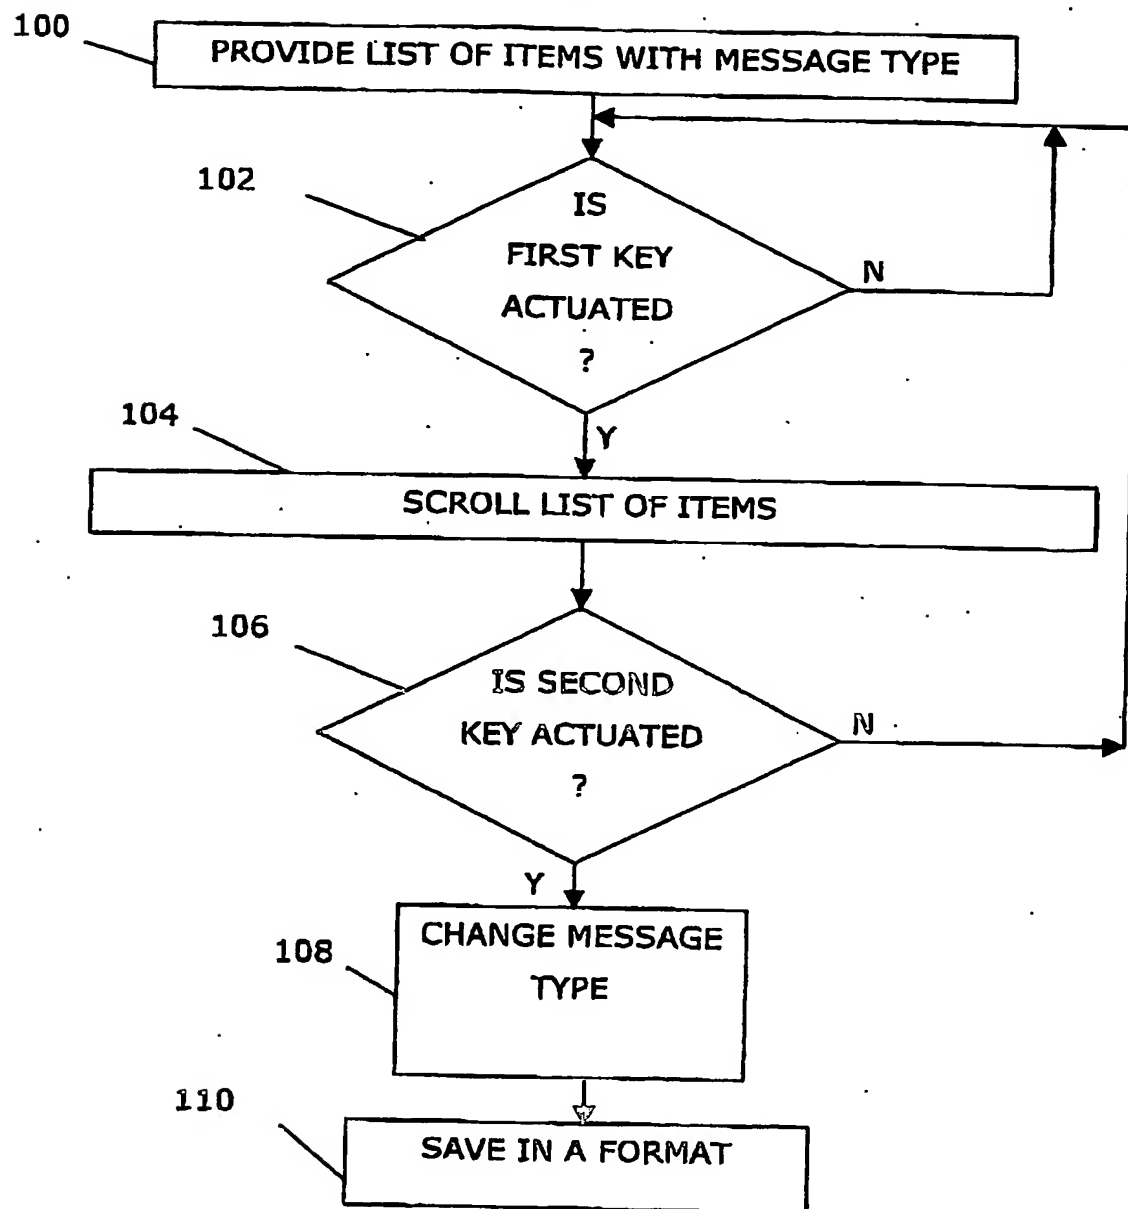 100
PROVIDE LIST OF ITEMS WITH MESSAGE TYPE
102
IS
FIRST KEY
ACTUATED
?
N
Y
104
SCROLL LIST OF ITEMS
106
IS SECOND
KEY ACTUATED
?
N
Y
108
CHANGE MESSAGE
TYPE
110
SAVE IN A FORMAT